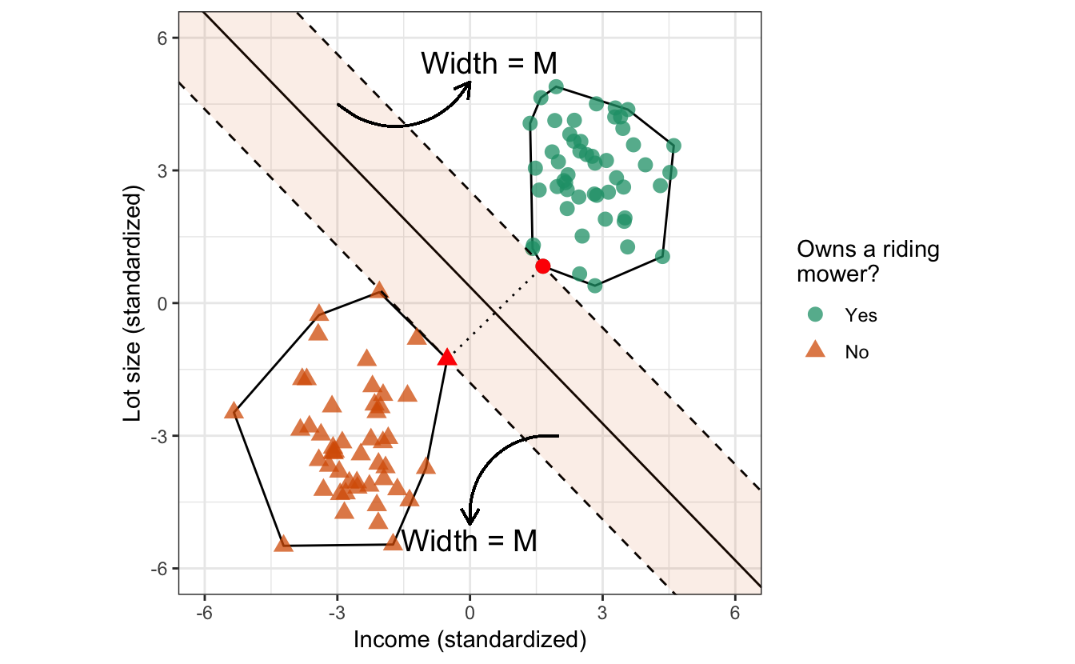 6
3
0
-3
-6
Lot size (standardized)
Width = M
Width = M
-6
-3
0
3
6
Income (standardized)
Owns a riding
mower?
Yes
No